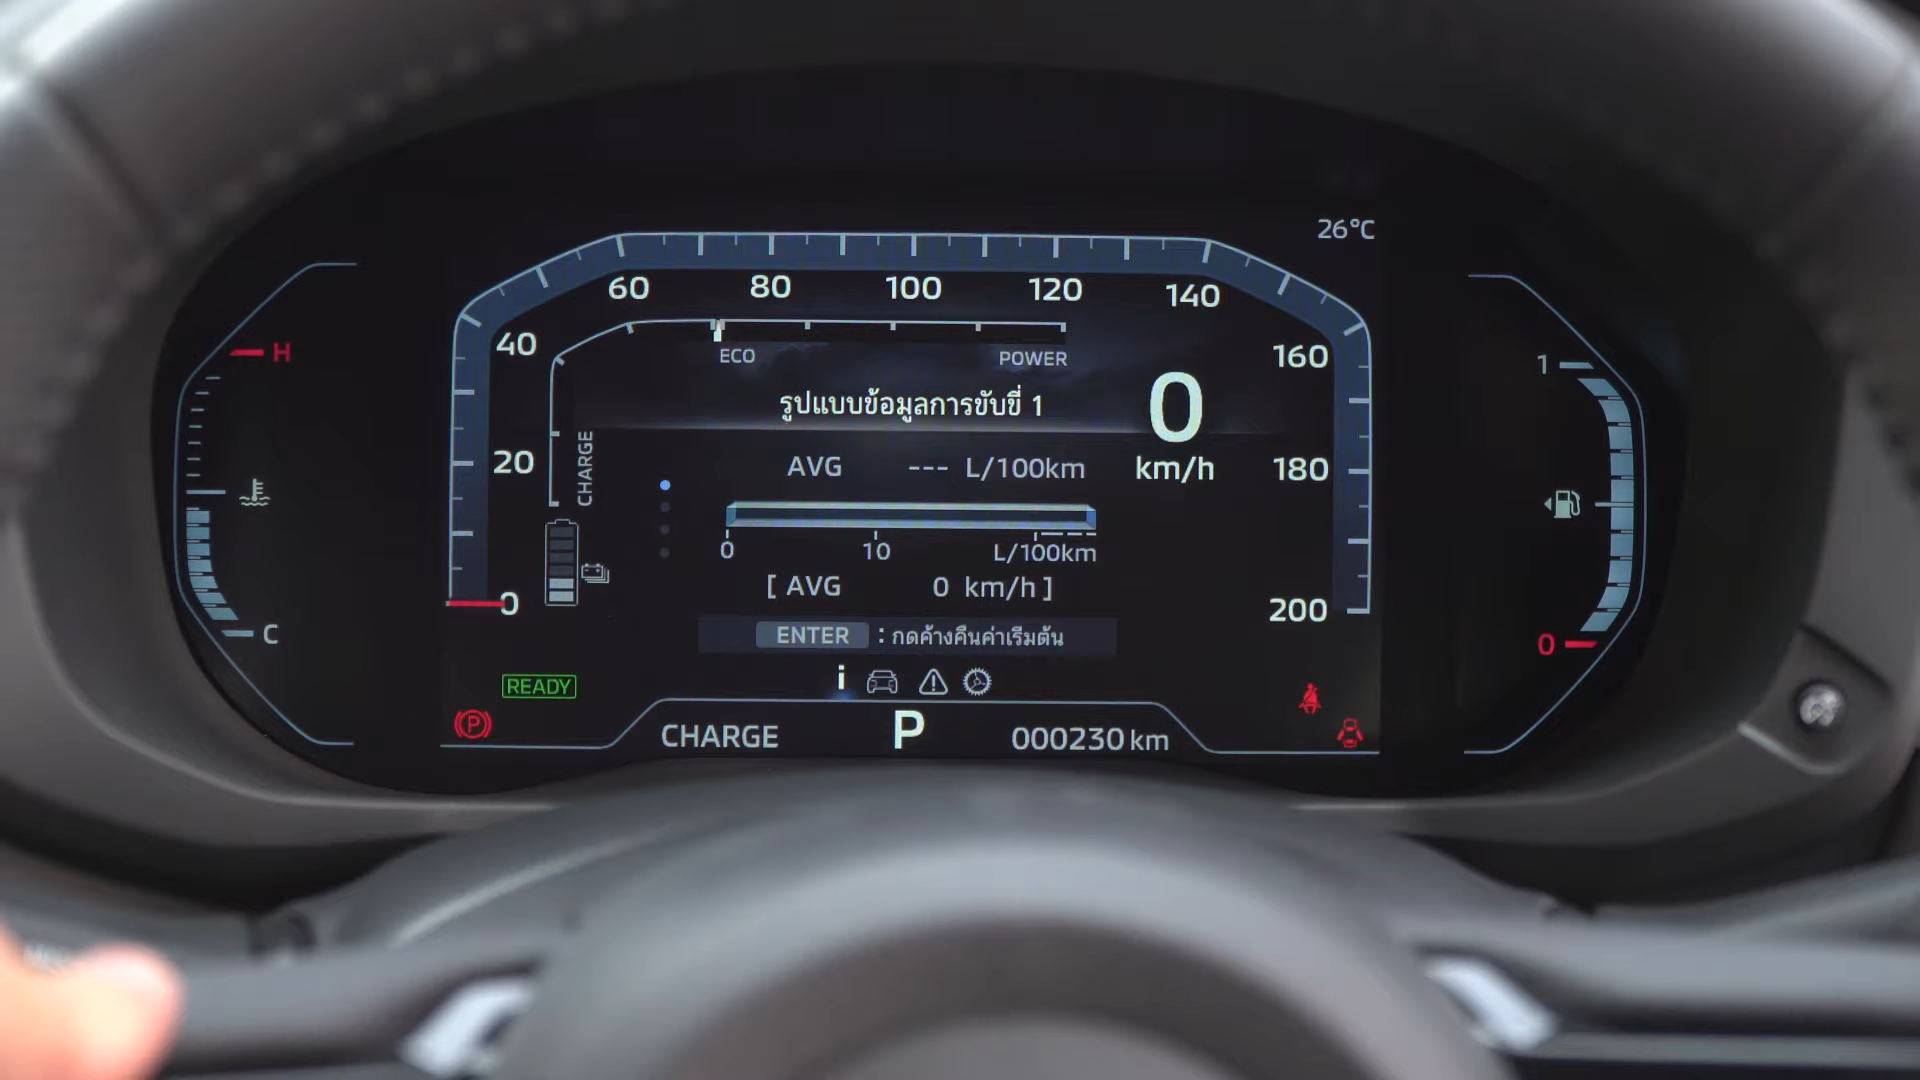 26°C
60 80 100 120 140
40 160
20 180
0 200
H
C
1
0
ECO POWER
CHARGE
รูปแบบข้อมูลการขับขี่ 1
0
km/h
AVG --- L/100km
0 10 L/100km
[ AVG 0 km/h ]
ENTER : กดค้างคืนค่าเริ่มต้น
i
READY
P
CHARGE P 000230 km